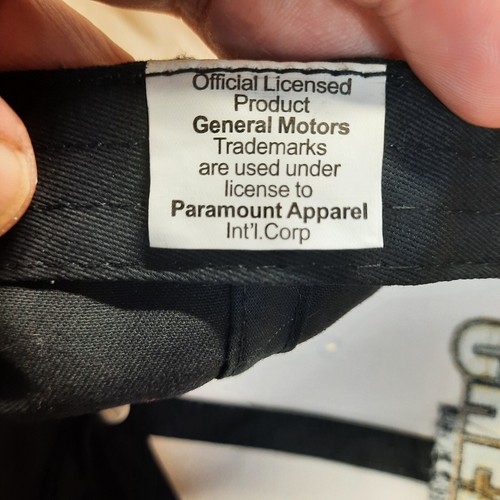 Official Licensed
Product
General Motors
Trademarks
are used under
license to
Paramount Apparel
Int'l.Corp